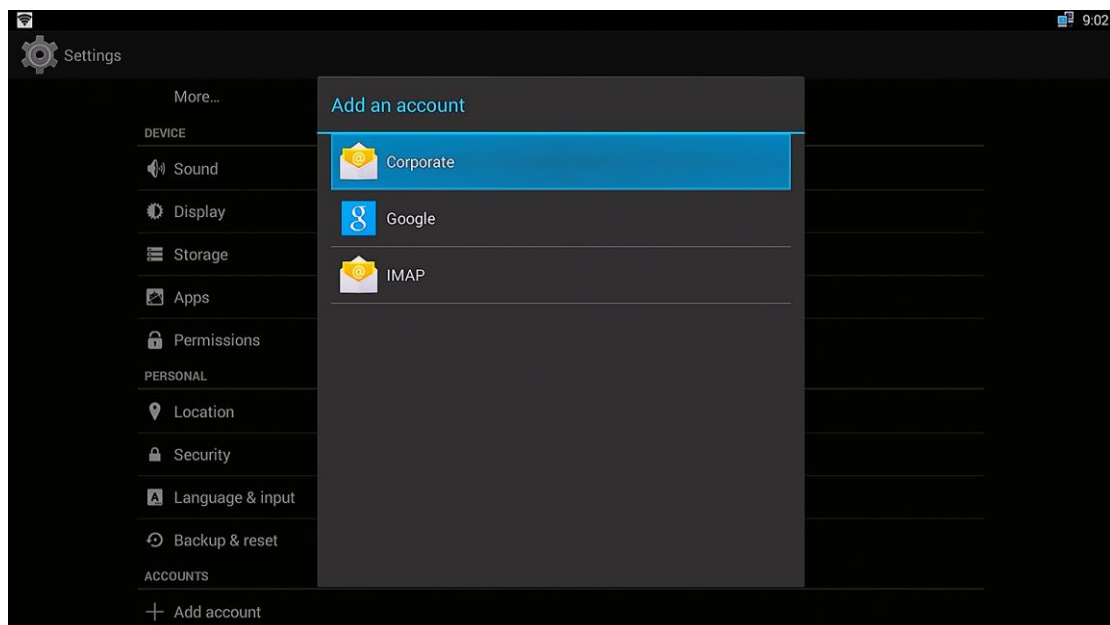 9:02
Settings
More...
DEVICE
Sound
Display
Storage
Apps
Permissions
PERSONAL
Location
Security
Language & input
Backup & reset
ACCOUNTS
Add account
Add an account
Corporate
Google
IMAP